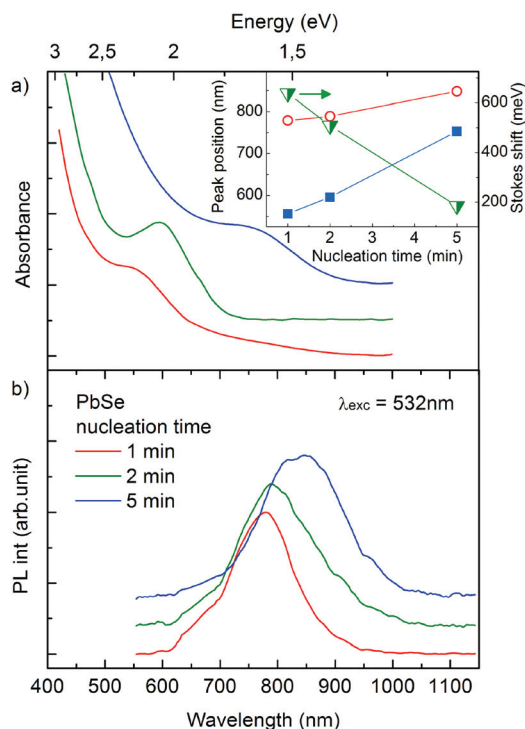 Energy (eV)
3 2,5 2 1,5
a)
Absorbance
Peak position (nm)
800
700
600
Stokes shift (meV)
600
400
200
1 2 3 4 5
Nucleation time (min)
b)
PbSe
nucleation time
1 min
2 min
5 min
λexc = 532nm
PL int (arb.unit)
400 500 600 700 800 900 1000 1100
Wavelength (nm)